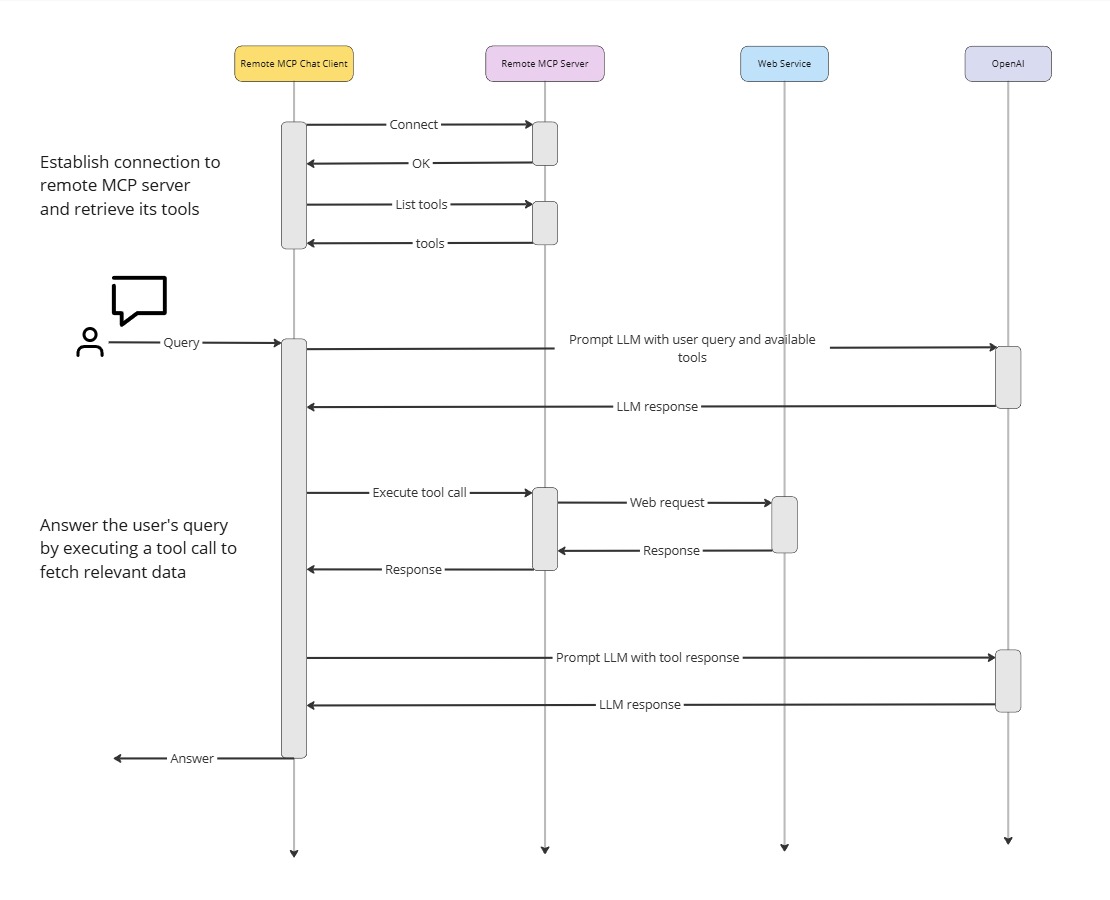 Remote MCP Chat Client
Remote MCP Server
Web Service
OpenAI
Connect
OK
Establish connection to
remote MCP server
and retrieve its tools
List tools
tools
Query
Prompt LLM with user query and available
tools
LLM response
Execute tool call
Web request
Answer the user's query
by executing a tool call to
fetch relevant data
Response
Response
Prompt LLM with tool response
LLM response
Answer